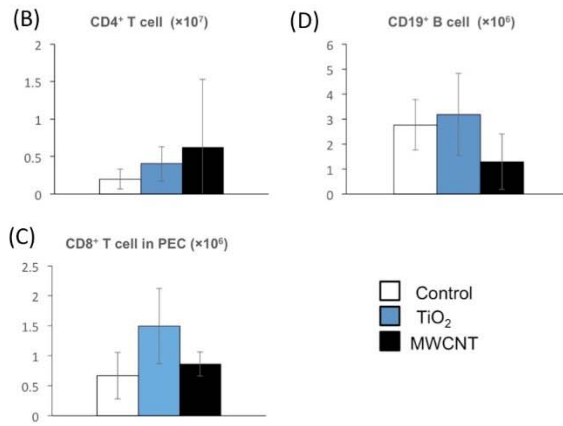 (B)
CD4⁺ T cell (×10⁷)
2
1.5
1
0.5
0
(D)
CD19⁺ B cell (×10⁶)
6
5
4
3
2
1
0
(C)
CD8⁺ T cell in PEC (×10⁶)
2.5
2
1.5
1
0.5
0
Control
TiO₂
MWCNT